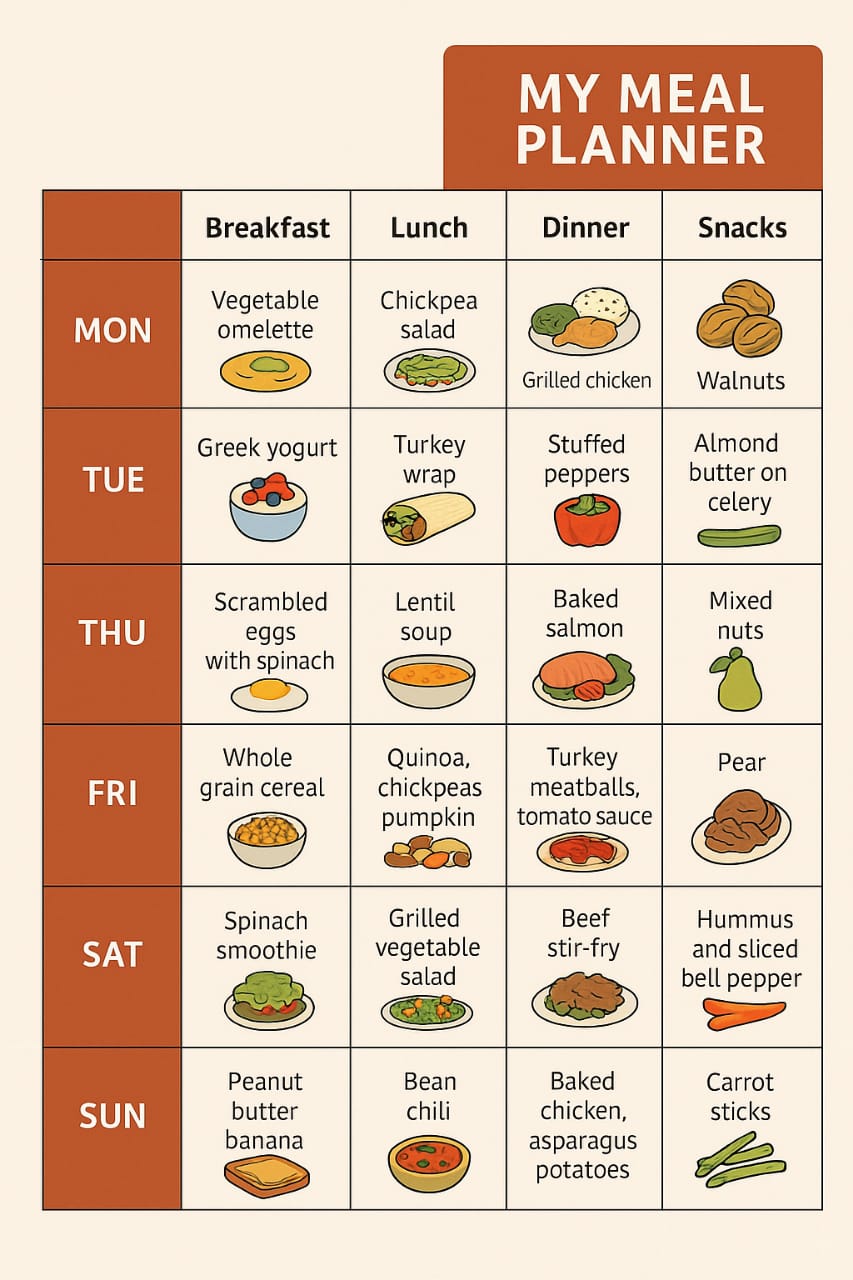 MY MEAL
PLANNER
Breakfast
Lunch
Dinner
Snacks
MON
Vegetable
omelette
Chickpea
salad
Grilled chicken
Walnuts
TUE
Greek yogurt
Turkey
wrap
Stuffed
peppers
Almond
butter on
celery
THU
Scrambled
eggs
with spinach
Lentil
soup
Baked
salmon
Mixed
nuts
FRI
Whole
grain cereal
Quinoa,
chickpeas
pumpkin
Turkey
meatballs,
tomato sauce
Pear
SAT
Spinach
smoothie
Grilled
vegetable
salad
Beef
stir-fry
Hummus
and sliced
bell pepper
SUN
Peanut
butter
banana
Bean
chili
Baked
chicken,
asparagus
potatoes
Carrot
sticks